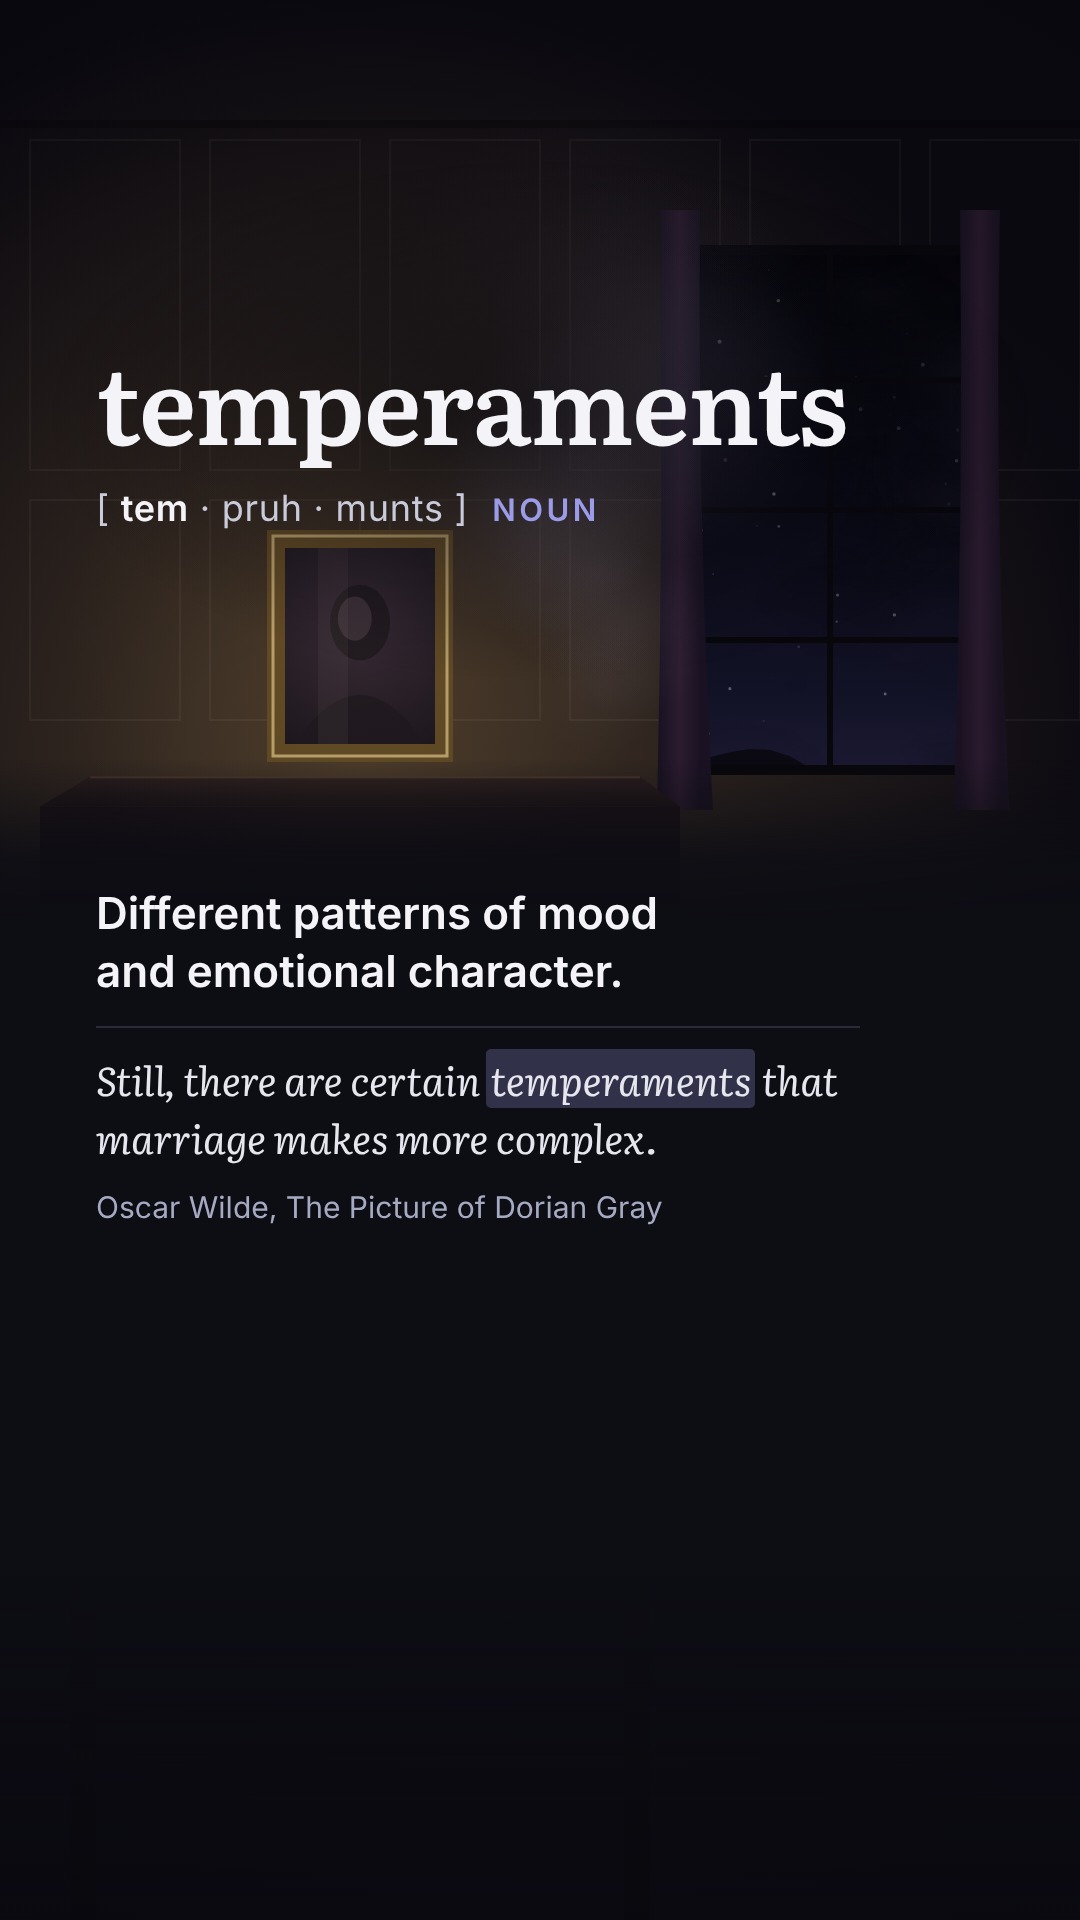 temperaments
[ tem · pruh · munts ] NOUN
Different patterns of mood
and emotional character.
Still, there are certain temperaments that
marriage makes more complex.
Oscar Wilde, The Picture of Dorian Gray